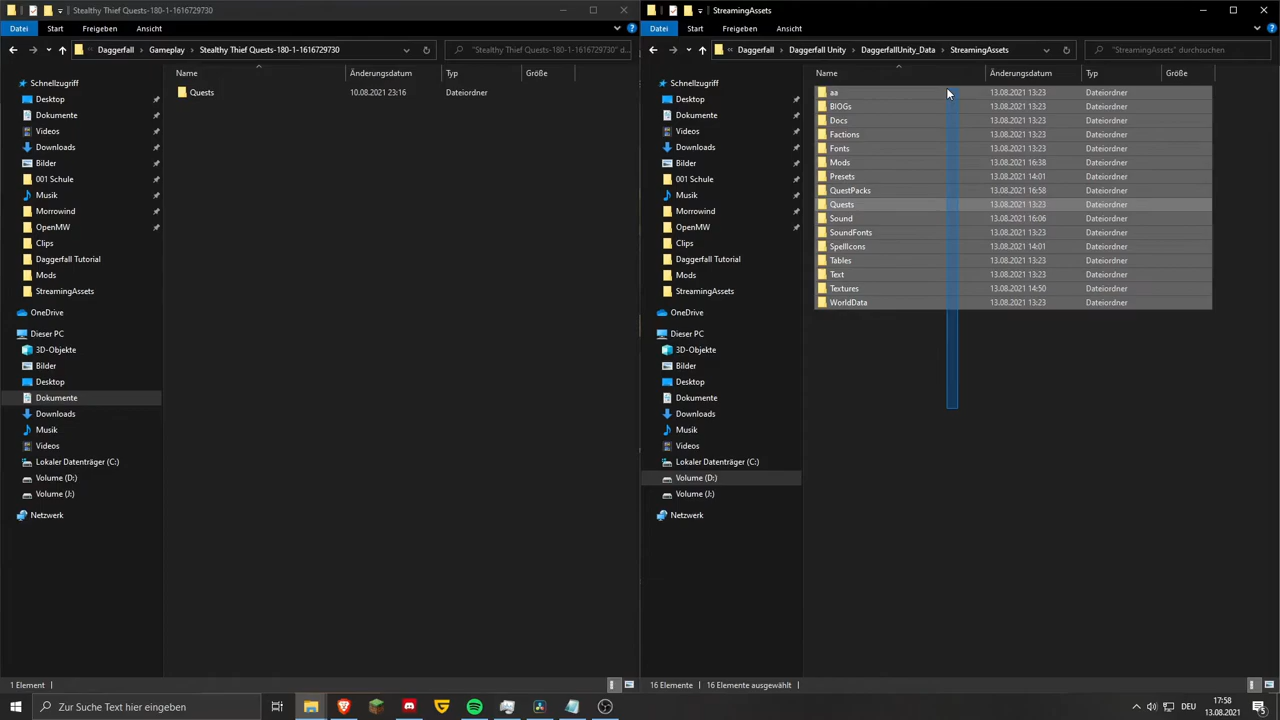 Stealthy Thief Quests-180-1-1616729730
Datei Start Freigeben Ansicht
Daggerfall › Gameplay › Stealthy Thief Quests-180-1-1616729730
"Stealthy Thief Quests-180-1-1616729730" d...
Name Änderungsdatum Typ Größe
Quests 10.08.2021 23:16 Dateiordner
Schnellzugriff
Desktop
Dokumente
Videos
Downloads
Bilder
001 Schule
Musik
Morrowind
OpenMW
Clips
Daggerfall Tutorial
Mods
StreamingAssets
OneDrive
Dieser PC
3D-Objekte
Bilder
Desktop
Dokumente
Downloads
Musik
Videos
Lokaler Datenträger (C:)
Volume (D:)
Volume (J:)
Netzwerk
1 Element
StreamingAssets
Datei Start Freigeben Ansicht
Daggerfall › Daggerfall Unity › DaggerfallUnity_Data › StreamingAssets
"StreamingAssets" durchsuchen
Name Änderungsdatum Typ Größe
Schnellzugriff
Desktop
Dokumente
Videos
Downloads
Bilder
001 Schule
Musik
Morrowind
OpenMW
Clips
Daggerfall Tutorial
Mods
StreamingAssets
OneDrive
Dieser PC
3D-Objekte
Bilder
Desktop
Dokumente
Downloads
Musik
Videos
Lokaler Datenträger (C:)
Volume (D:)
Volume (J:)
Netzwerk
aa 13.08.2021 13:23 Dateiordner
BIOGs 13.08.2021 13:23 Dateiordner
Docs 13.08.2021 13:23 Dateiordner
Factions 13.08.2021 13:23 Dateiordner
Fonts 13.08.2021 13:23 Dateiordner
Mods 13.08.2021 16:38 Dateiordner
Presets 13.08.2021 14:01 Dateiordner
QuestPacks 13.08.2021 16:58 Dateiordner
Quests 13.08.2021 13:23 Dateiordner
Sound 13.08.2021 16:06 Dateiordner
SoundFonts 13.08.2021 13:23 Dateiordner
SpellIcons 13.08.2021 14:01 Dateiordner
Tables 13.08.2021 13:23 Dateiordner
Text 13.08.2021 13:23 Dateiordner
Textures 13.08.2021 14:50 Dateiordner
WorldData 13.08.2021 13:23 Dateiordner
16 Elemente 16 Elemente ausgewählt
Zur Suche Text hier eingeben
DEU
17:58
13.08.2021